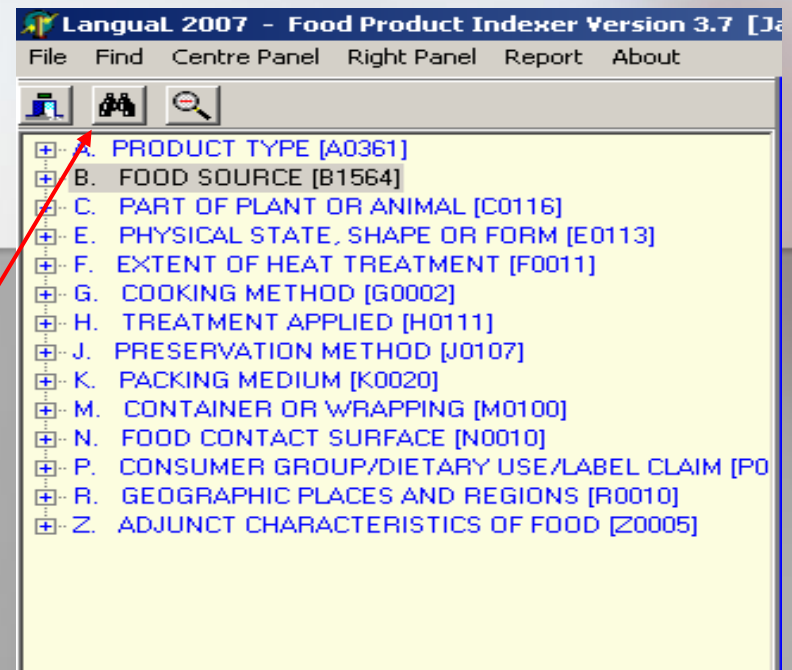 LanguaL 2007 - Food Product Indexer Version 3.7 [Ja
File Find Centre Panel Right Panel Report About
A. PRODUCT TYPE [A0361]
B. FOOD SOURCE [B1564]
C. PART OF PLANT OR ANIMAL [C0116]
E. PHYSICAL STATE, SHAPE OR FORM [E0113]
F. EXTENT OF HEAT TREATMENT [F0011]
G. COOKING METHOD [G0002]
H. TREATMENT APPLIED [H0111]
J. PRESERVATION METHOD [J0107]
K. PACKING MEDIUM [K0020]
M. CONTAINER OR WRAPPING [M0100]
N. FOOD CONTACT SURFACE [N0010]
P. CONSUMER GROUP/DIETARY USE/LABEL CLAIM [P0
R. GEOGRAPHIC PLACES AND REGIONS [R0010]
Z. ADJUNCT CHARACTERISTICS OF FOOD [Z0005]